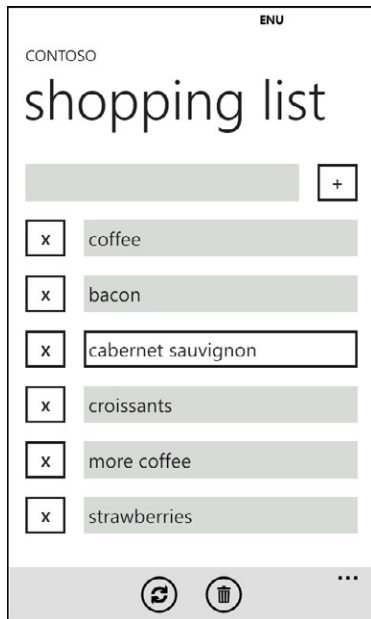 ENU
CONTOSO
shopping list
+
x coffee
x bacon
x cabernet sauvignon
x croissants
x more coffee
x strawberries
...